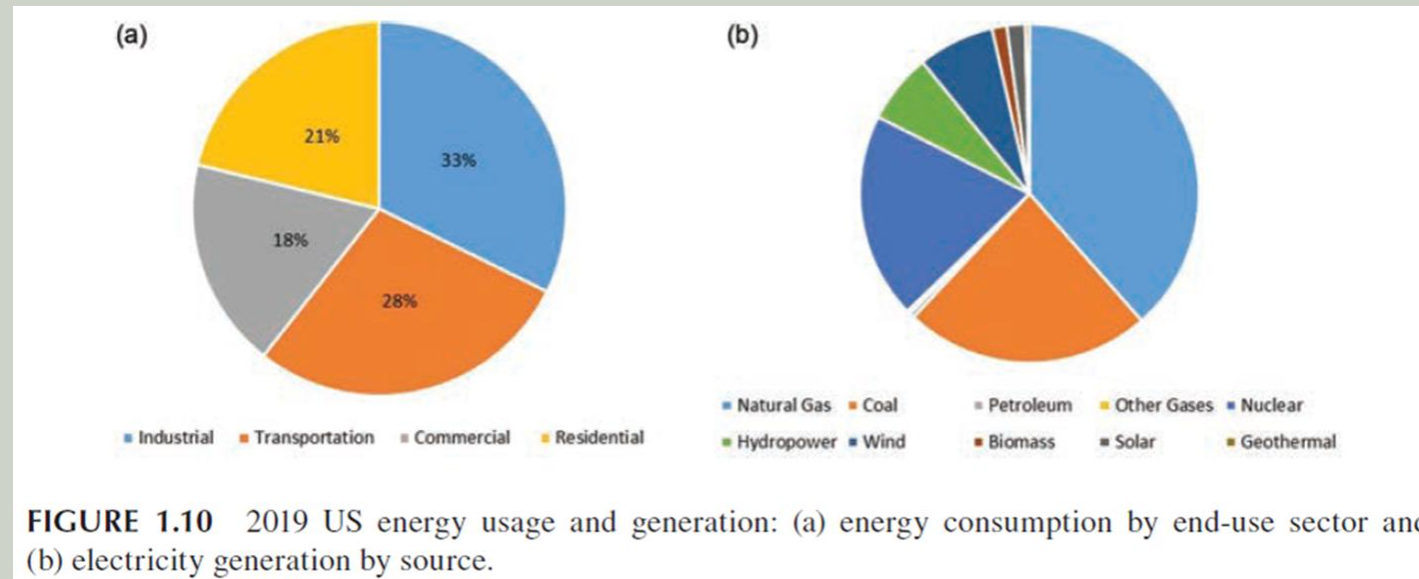 (a)
21%
33%
18%
28%
Industrial Transportation Commercial Residential
(b)
Natural Gas Coal Petroleum Other Gases Nuclear
Hydropower Wind Biomass Solar Geothermal
FIGURE 1.10 2019 US energy usage and generation: (a) energy consumption by end-use sector and
(b) electricity generation by source.